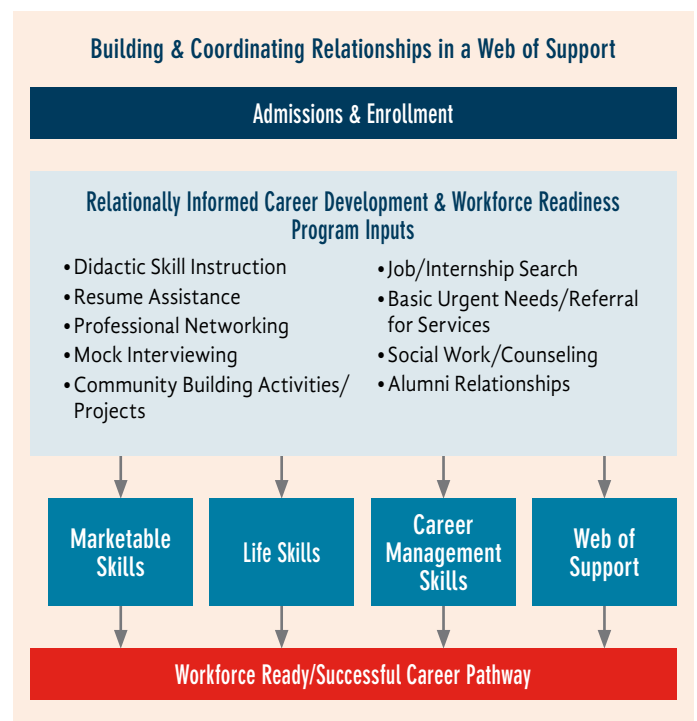 Building & Coordinating Relationships in a Web of Support
Admissions & Enrollment
Relationally Informed Career Development & Workforce Readiness
Program Inputs
•Didactic Skill Instruction
•Resume Assistance
•Professional Networking
•Mock Interviewing
•Community Building Activities/
Projects
•Job/Internship Search
•Basic Urgent Needs/Referral
for Services
•Social Work/Counseling
•Alumni Relationships
Marketable
Skills
Life Skills
Career
Management
Skills
Web of
Support
Workforce Ready/Successful Career Pathway